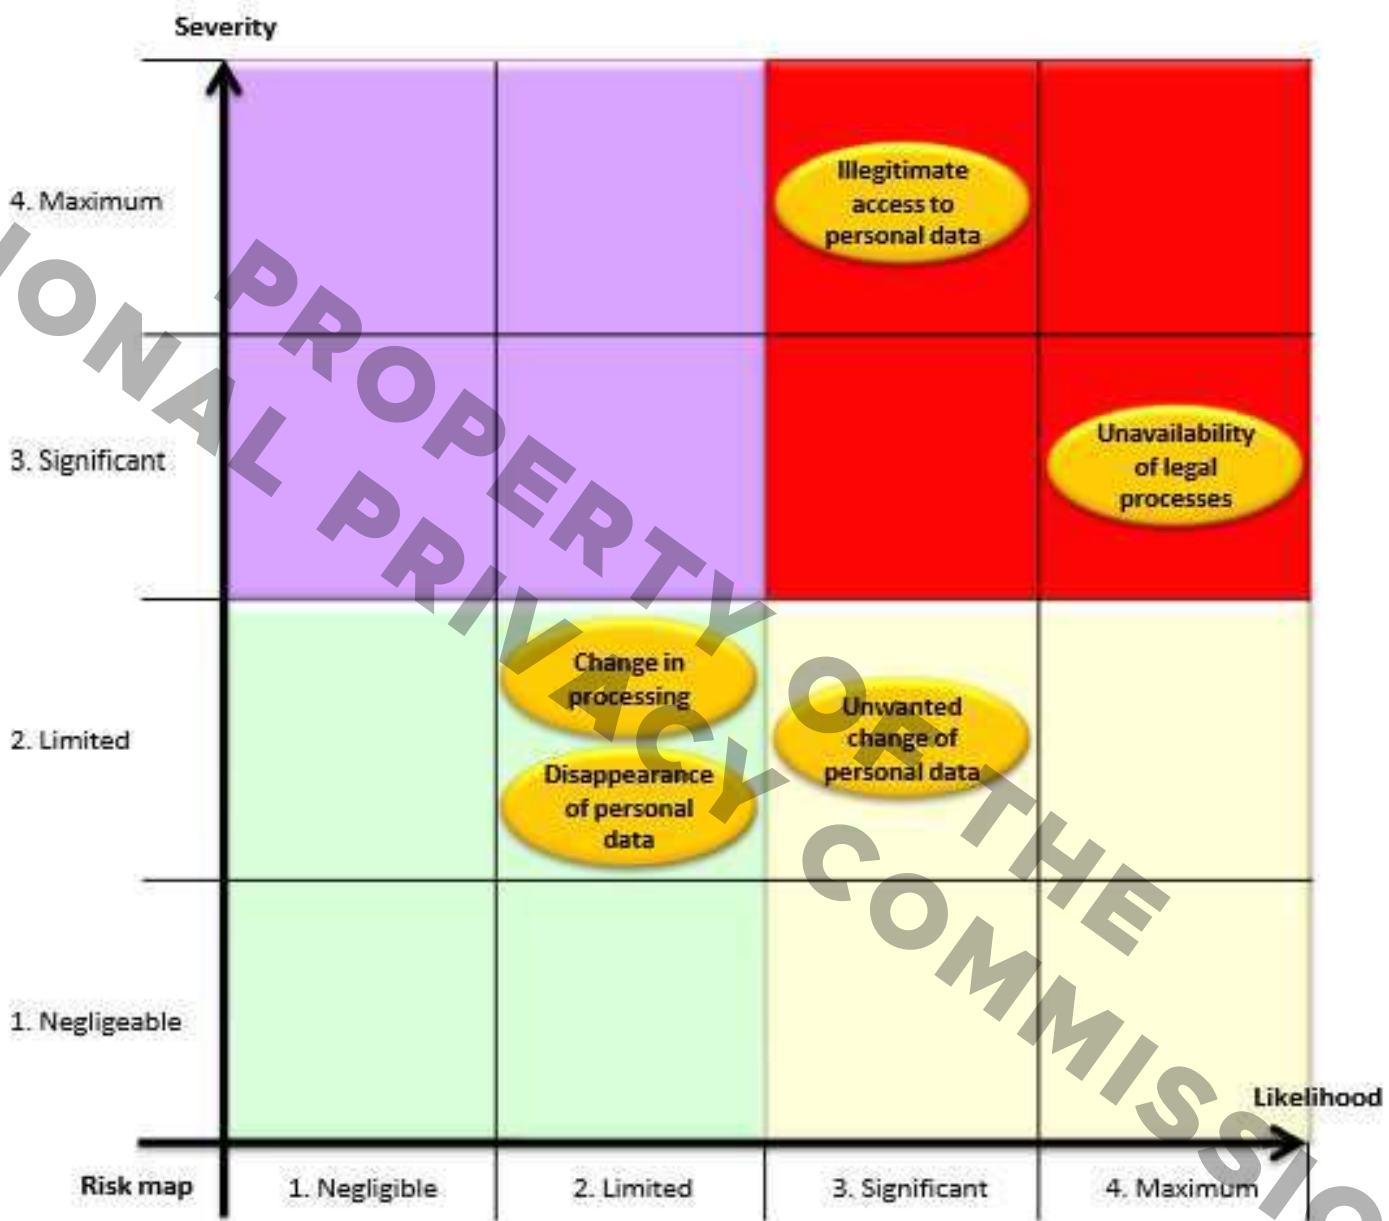 Severity
4. Maximum
Illegitimate
access to
personal data
3. Significant
Unavailability
of legal
processes
2. Limited
Change in
processing
Disappearance
of personal
data
Unwanted
change of
personal data
1. Negligeable
Likelihood
Risk map
1. Negligible
2. Limited
3. Significant
4. Maximum
PROPERTY OF THE
IONAL PRIVACY COMMISSIO